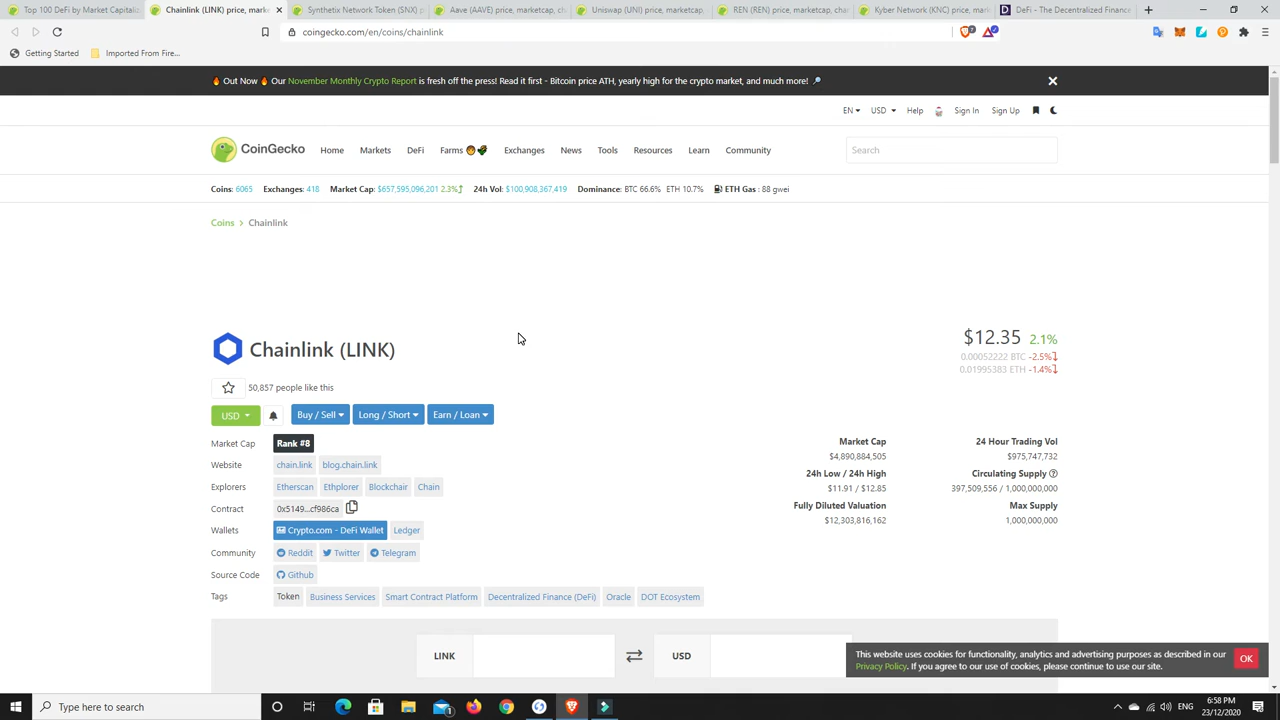 Top 100 DeFi by Market Capitaliz
Chainlink (LINK) price, marke
Synthetix Network Token (SNX) p
Aave (AAVE) price, marketcap, ch
Uniswap (UNI) price, marketcap,
REN (REN) price, marketcap, char
Kyber Network (KNC) price, mark
DeFi - The Decentralized Finance
coingecko.com/en/coins/chainlink
Getting Started
Imported From Fire...
Out Now Our November Monthly Crypto Report is fresh off the press! Read it first - Bitcoin price ATH, yearly high for the crypto market, and much more!
EN USD Help Sign In Sign Up
CoinGecko Home Markets DeFi Farms Exchanges News Tools Resources Learn Community Search
Coins: 6065 Exchanges: 418 Market Cap: $657,595,096,201 2.3% 24h Vol: $100,908,367,419 Dominance: BTC 66.6% ETH 10.7% ETH Gas : 88 gwei
Coins > Chainlink
Chainlink (LINK)
$12.35 2.1%
0.00052222 BTC -2.5%
0.01995383 ETH -1.4%
50,857 people like this
USD Buy / Sell Long / Short Earn / Loan
Market Cap Rank #8
Website chain.link blog.chain.link
Explorers Etherscan Ethplorer Blockchair Chain
Contract 0x5149...cf986ca
Wallets Crypto.com - DeFi Wallet Ledger
Community Reddit Twitter Telegram
Source Code Github
Tags Token Business Services Smart Contract Platform Decentralized Finance (DeFi) Oracle DOT Ecosystem
Market Cap 24 Hour Trading Vol
$4,890,884,505 $975,747,732
24h Low / 24h High Circulating Supply
$11.91 / $12.85 397,509,556 / 1,000,000,000
Fully Diluted Valuation Max Supply
$12,303,816,162 1,000,000,000
LINK USD
This website uses cookies for functionality, analytics and advertising purposes as described in our
Privacy Policy. If you agree to our use of cookies, please continue to use our site.
OK
Type here to search
ENG
6:58 PM
23/12/2020